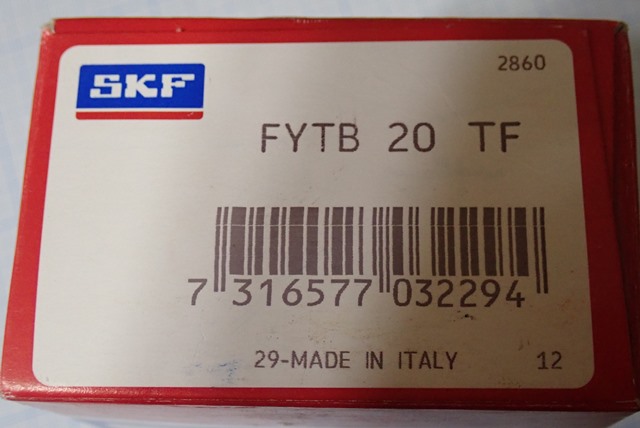 SKF
2860
FYTB 20 TF
7 316577 032294
29-MADE IN ITALY 12